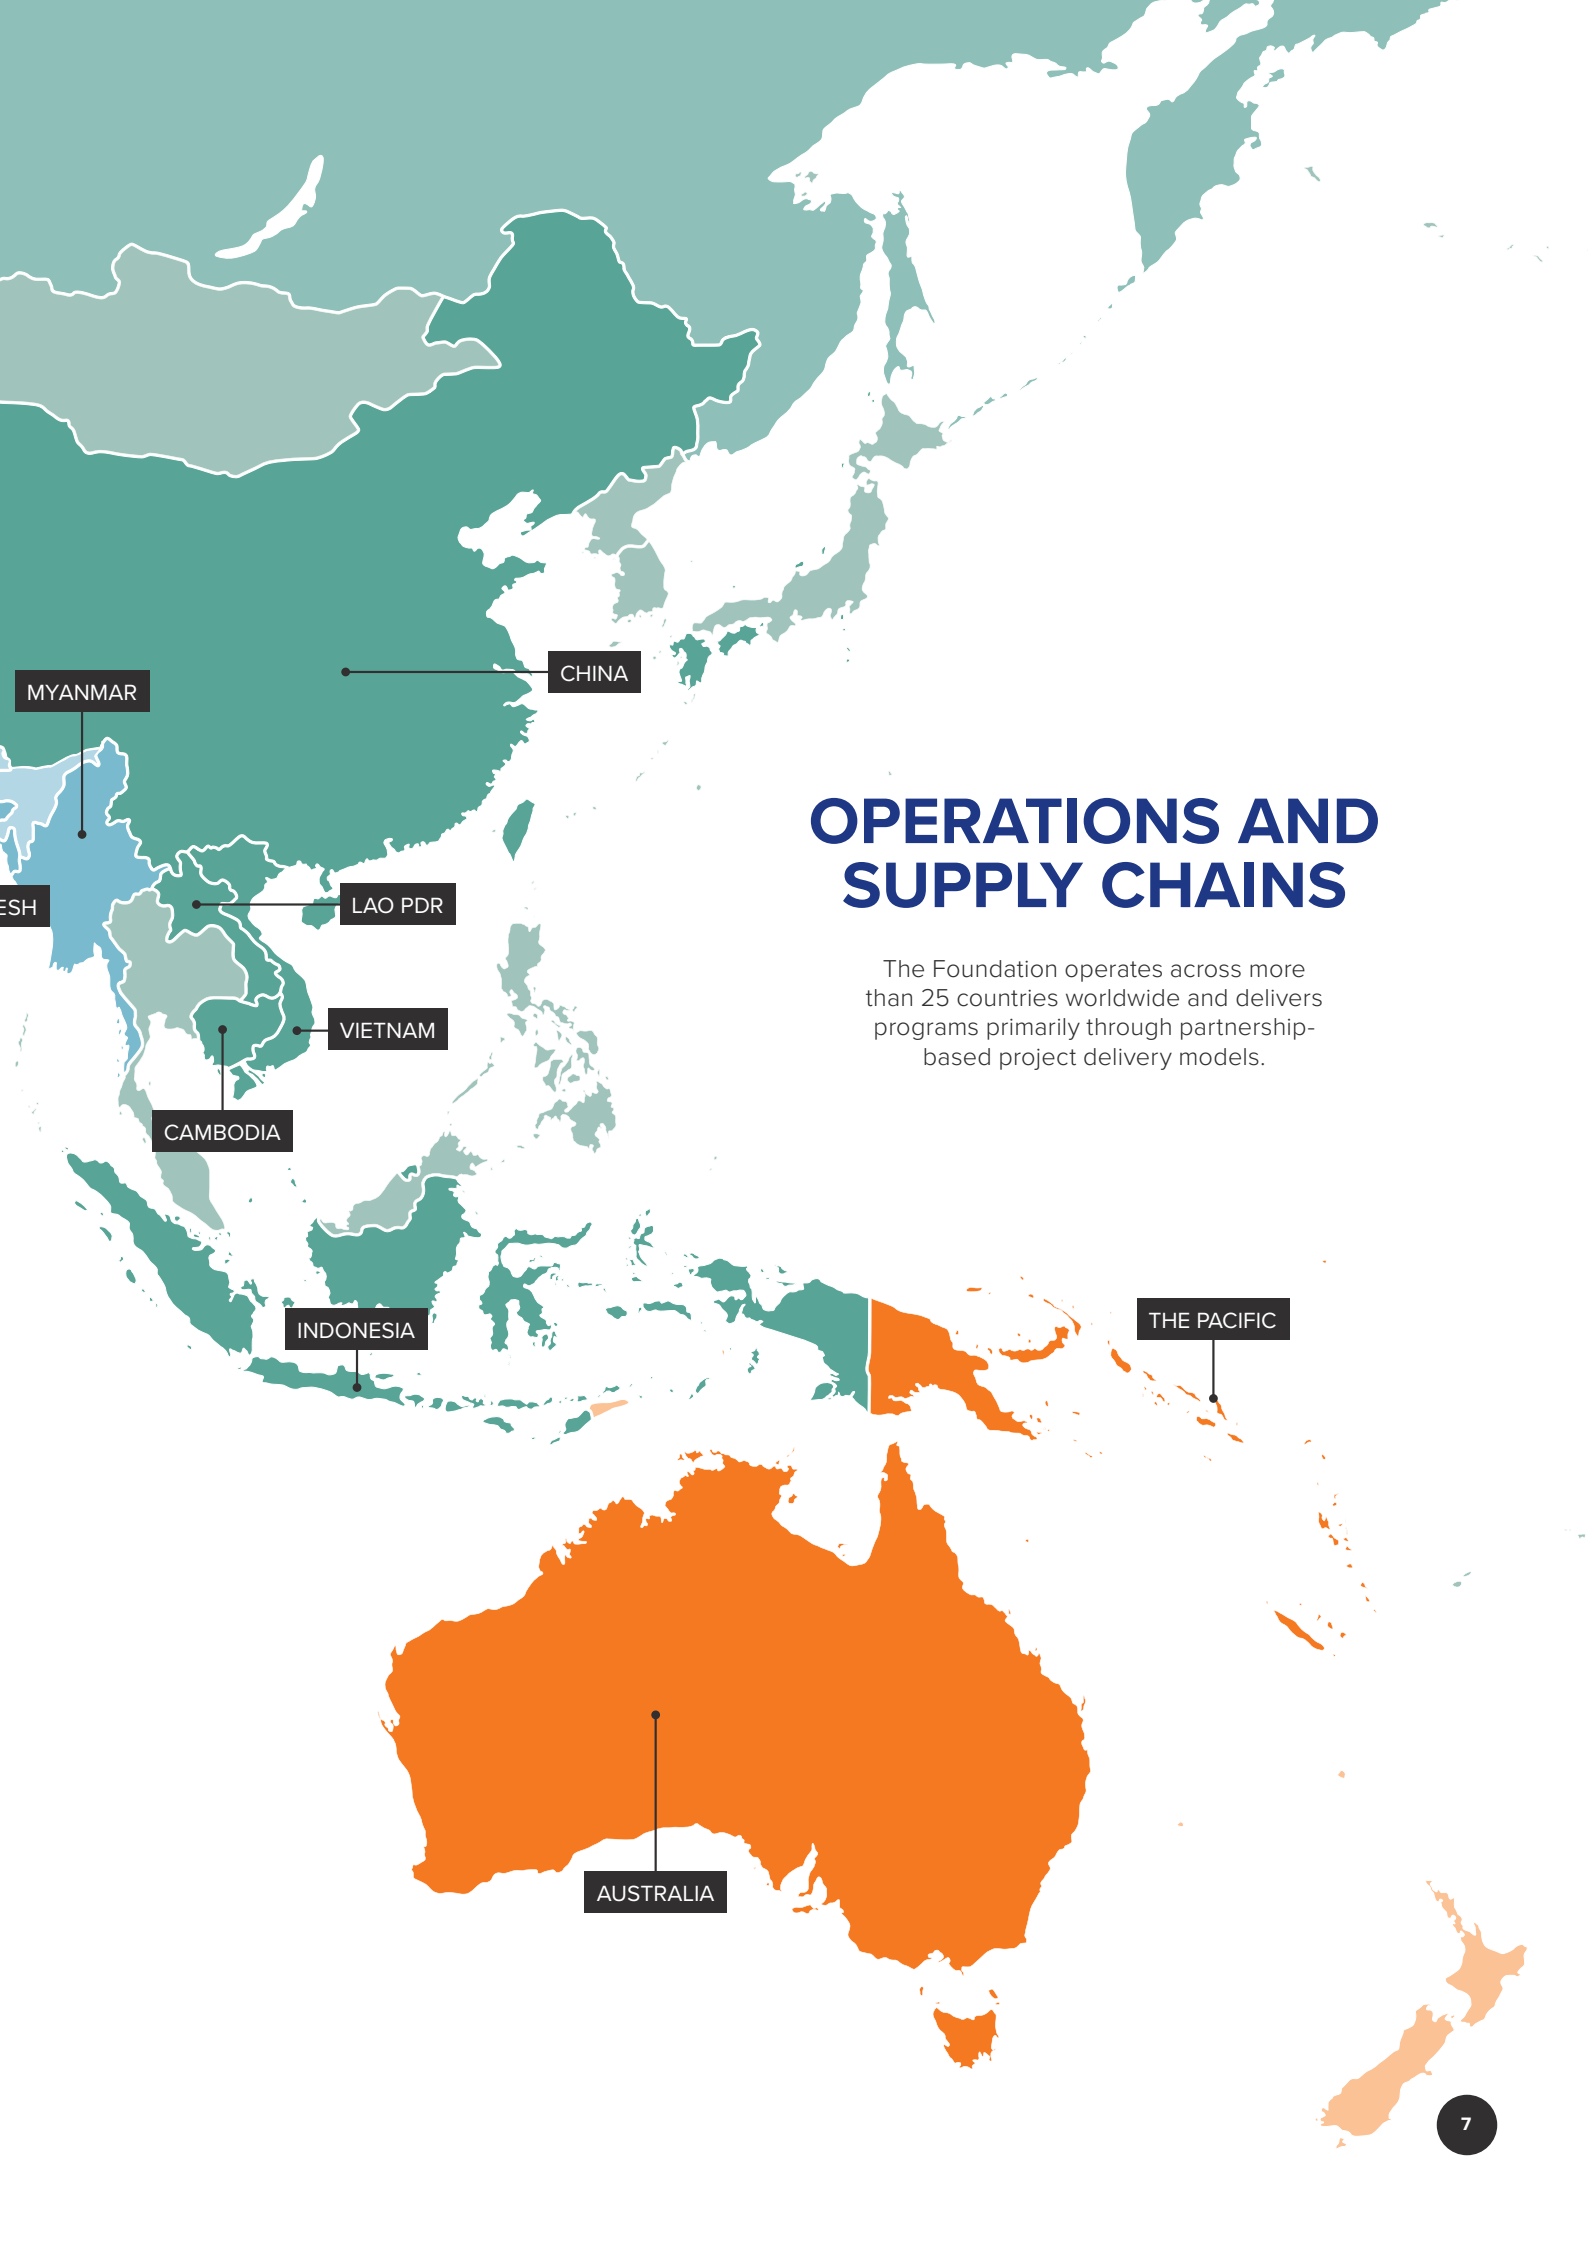 CHINA
MYANMAR
OPERATIONS AND
SUPPLY CHAINS
ESH
LAO PDR
The Foundation operates across more
than 25 countries worldwide and delivers
programs primarily through partnership-
based project delivery models.
VIETNAM
CAMBODIA
INDONESIA
THE PACIFIC
AUSTRALIA
7